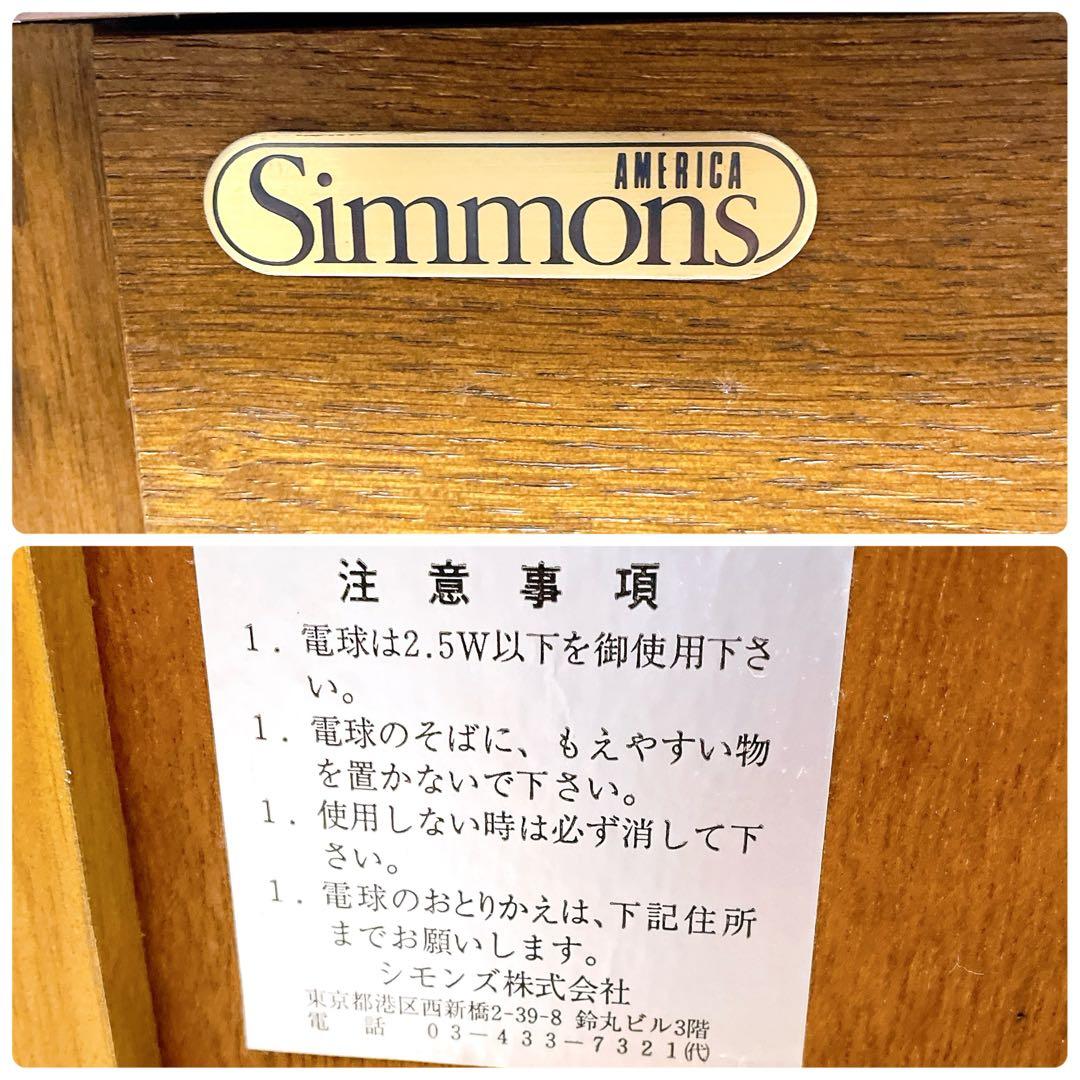 AMERICA
Simmons
注意事項
1. 電球は2.5W以下を御使用下さ
い。
1. 電球のそばに、もえやすい物
を置かないで下さい。
1. 使用しない時は必ず消して下
さい。
1. 電球のおとりかえは、下記住所
までお願いします。
シモンズ株式会社
東京都港区西新橋2-39-8 鈴丸ビル3階
電話 03-433-7321(代)